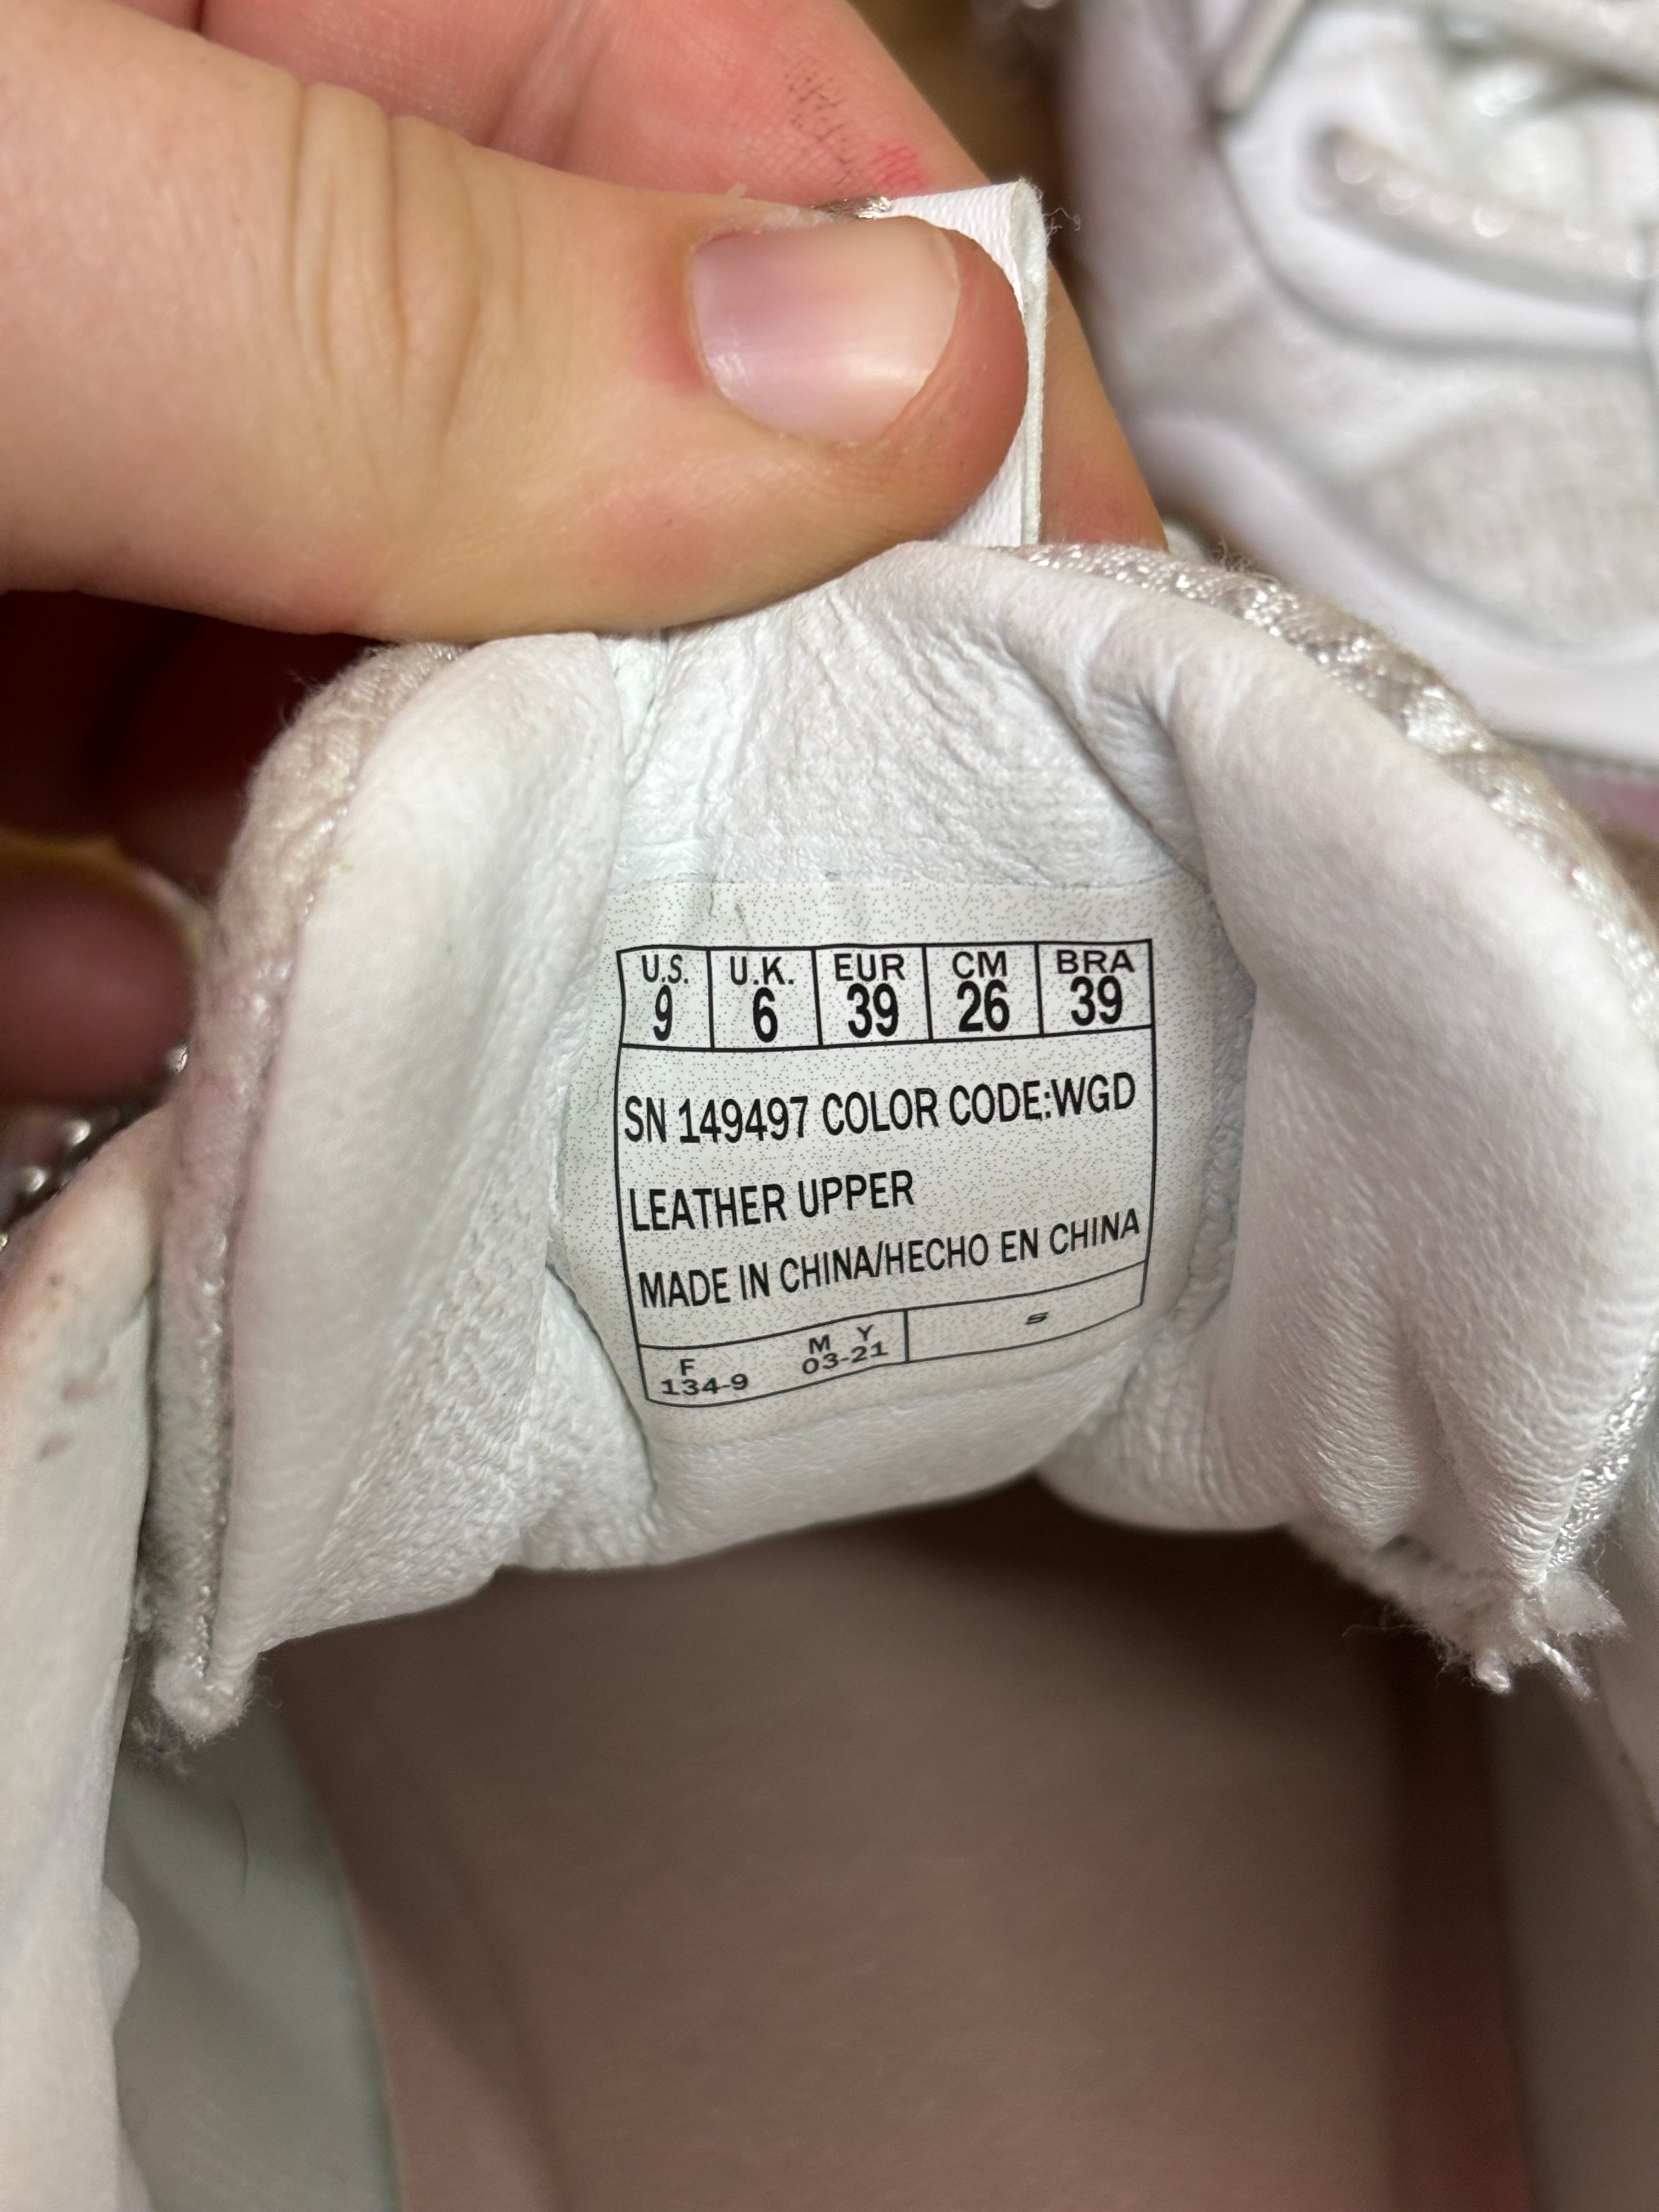 U.S. U.K. EUR CM BRA
9 6 39 26 39
SN 149497 COLOR CODE:WGD
LEATHER UPPER
MADE IN CHINA/HECHO EN CHINA
F M Y
134-9 03-21 S